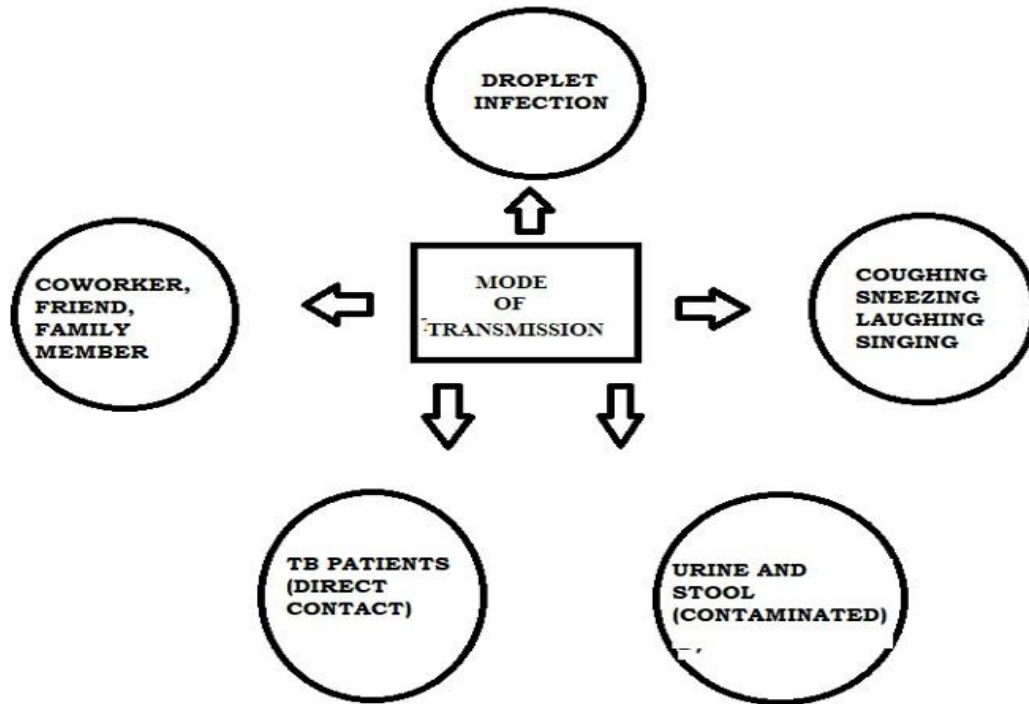 DROPLET
INFECTION
COWORKER,
FRIEND,
FAMILY
MEMBER
MODE
OF
TRANSMISSION
COUGHING
SNEEZING
LAUGHING
SINGING
TB PATIENTS
(DIRECT
CONTACT)
URINE AND
STOOL
(CONTAMINATED)